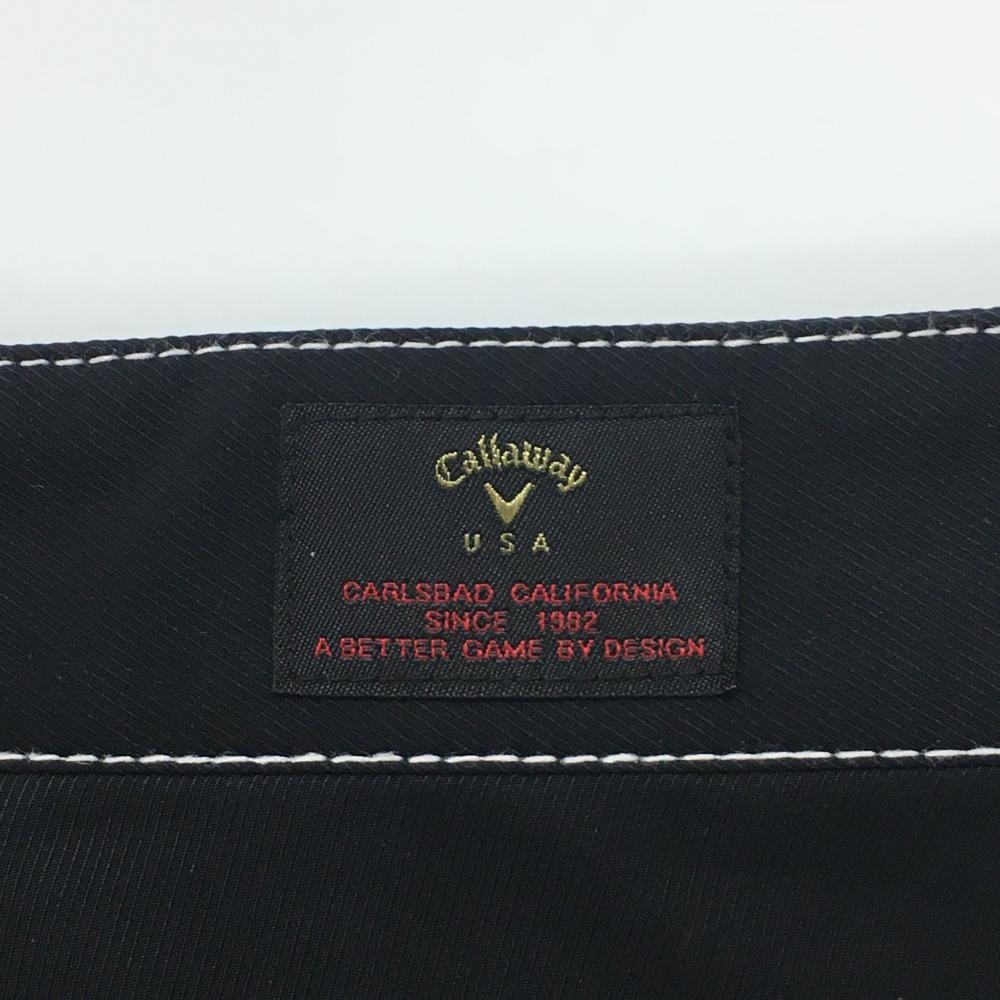 Callaway
USA
CARLSBAD CALIFORNIA
SINCE 1982
A BETTER GAME BY DESIGN